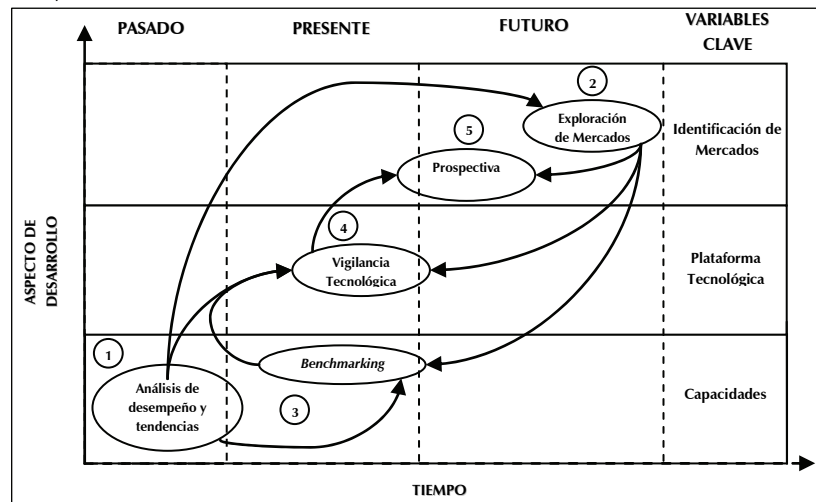 PASADO
PRESENTE
FUTURO
VARIABLES
CLAVE
2
Exploración
de Mercados
5
Prospectiva
Identificación de
Mercados
4
Vigilancia
Tecnológica
Plataforma
Tecnológica
ASPECTO DE
DESARROLLO
1
Análisis de
desempeño y
tendencias
Benchmarking
3
Capacidades
TIEMPO